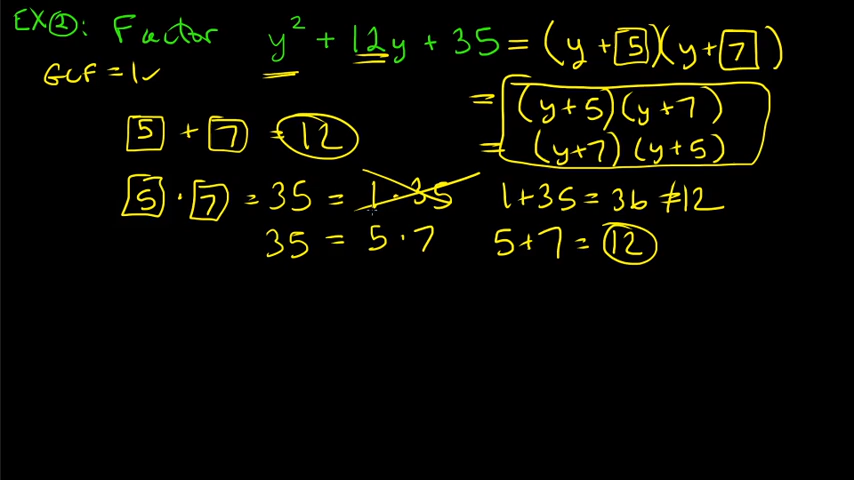 EX②: Factor y² + 12y + 35 = (y + 5)(y + 7)
GCF = 1✓
= (y + 5)(y + 7)
5 + 7 = 12
= (y + 7)(y + 5)
5 · 7 = 35 = 1 · 35 1 + 35 = 36 ≠ 12
35 = 5 · 7 5 + 7 = 12